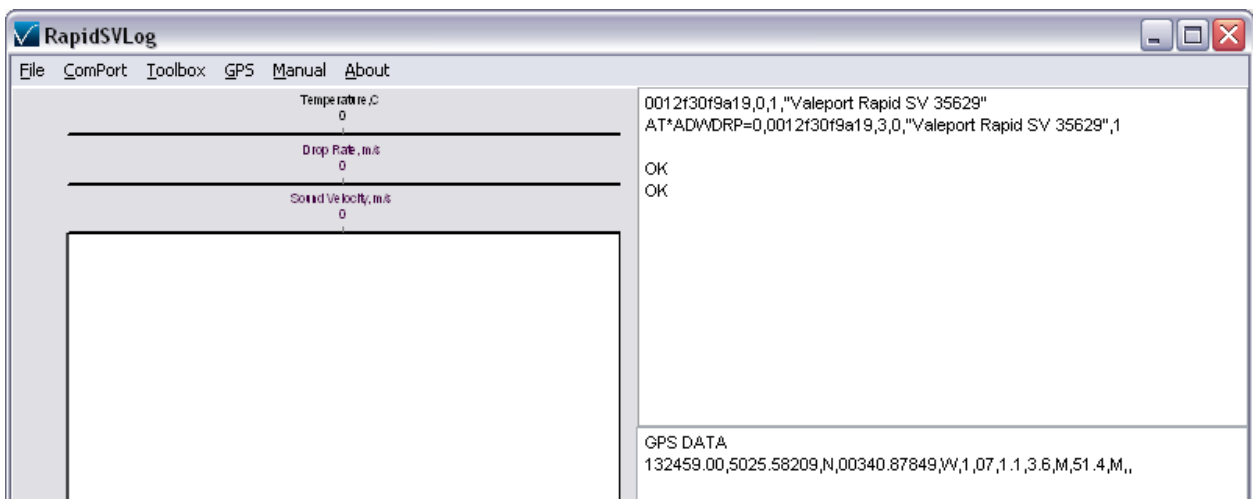 RapidSVLog
File ComPort Toolbox GPS Manual About
Temperature,C
0
Drop Rate, m/s
0
Sound Velocity, m/s
0
0012f30f9a19,0,1,"Valeport Rapid SV 35629"
AT*ADWDRP=0,0012f30f9a19,3,0,"Valeport Rapid SV 35629",1
OK
OK
GPS DATA
132459.00,5025.58209,N,00340.87849,W,1,07,1.1,3.6,M,51.4,M,,